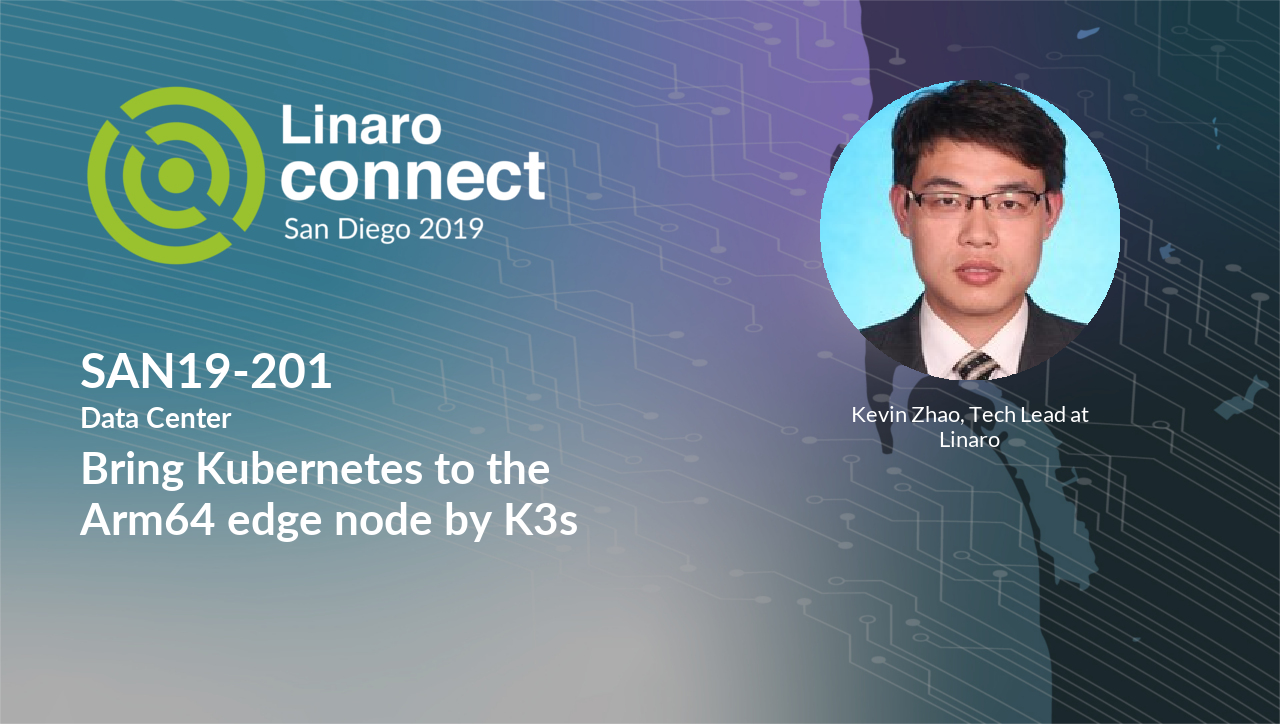 Linaro
connect
San Diego 2019
SAN19-201
Data Center
Bring Kubernetes to the
Arm64 edge node by K3s
Kevin Zhao, Tech Lead at
Linaro